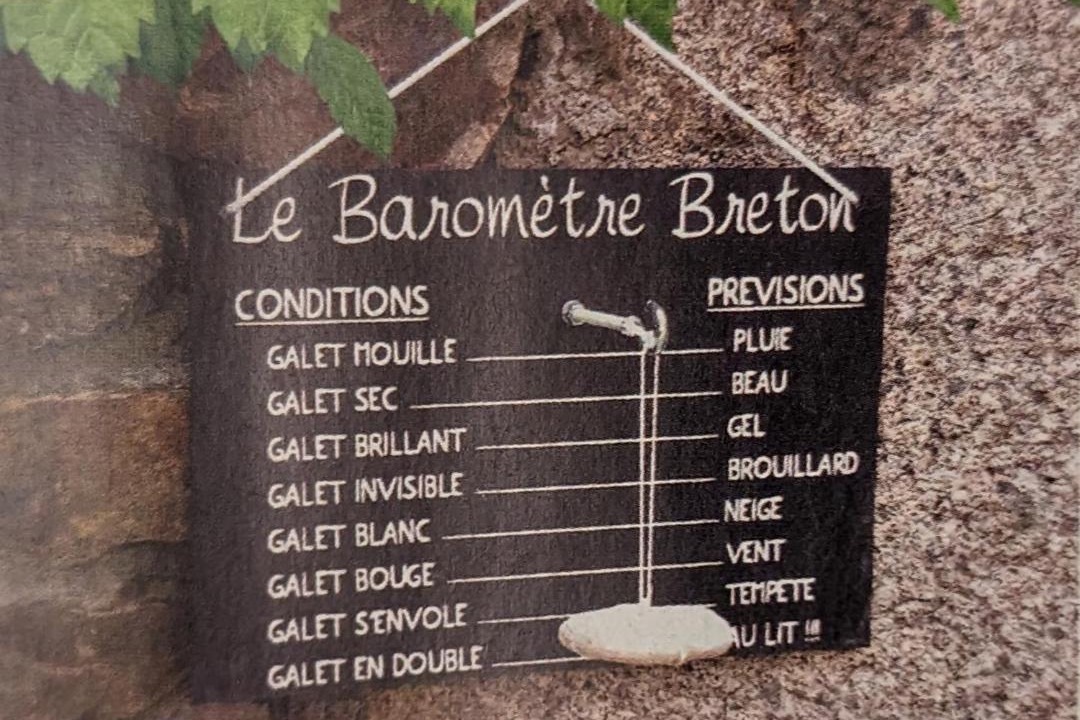 Le Baromètre Breton
CONDITIONS PREVISIONS
GALET MOUILLE PLUIE
GALET SEC BEAU
GALET BRILLANT GEL
GALET INVISIBLE BROUILLARD
GALET BLANC NEIGE
GALET BOUGE VENT
GALET S'ENVOLE TEMPETE
GALET EN DOUBLE AU LIT !!!